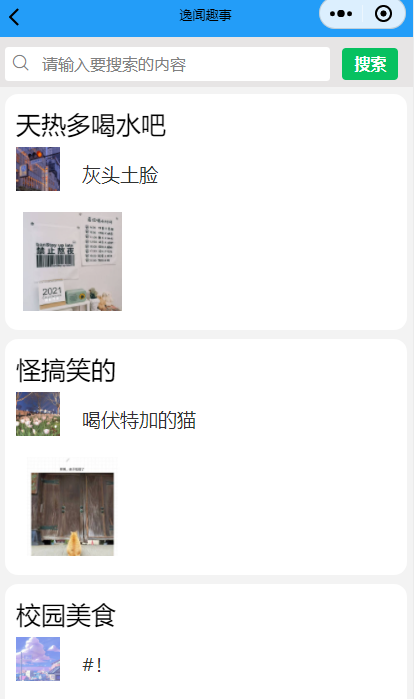 逸闻趣事
请输入要搜索的内容
搜索
天热多喝水吧
灰头土脸
禁止熬夜
2021
怪搞笑的
喝伏特加的猫
校园美食
#!